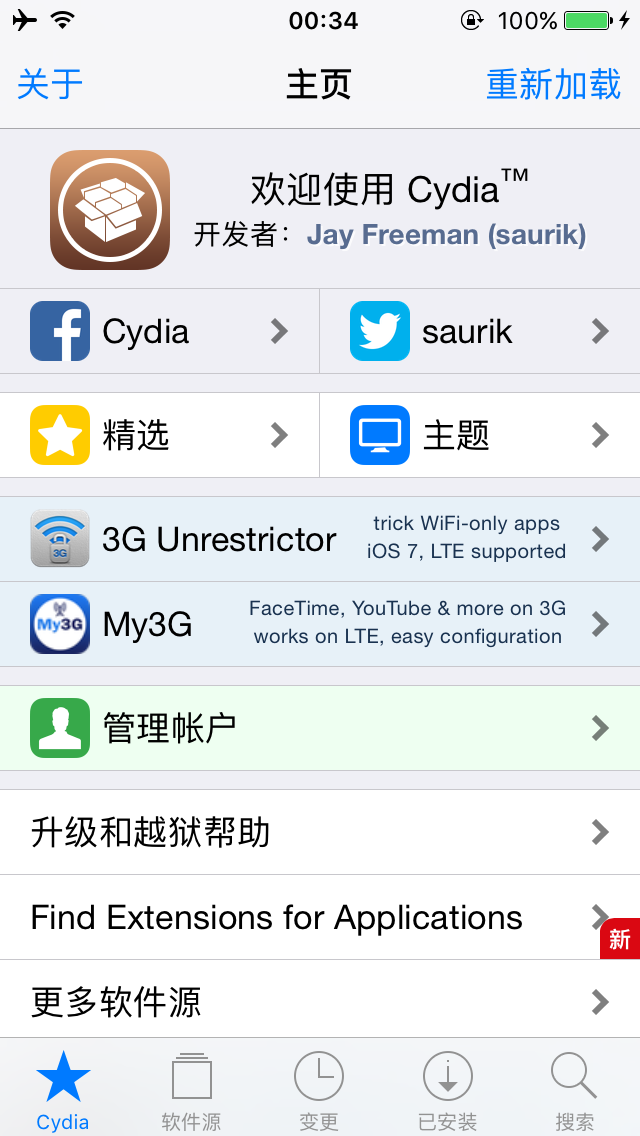 00:34
100%
关于
主页
重新加载
欢迎使用 Cydia™
开发者：Jay Freeman (saurik)
Cydia
saurik
精选
主题
3G Unrestrictor
trick WiFi-only apps
iOS 7, LTE supported
My3G
FaceTime, YouTube & more on 3G
works on LTE, easy configuration
管理帐户
升级和越狱帮助
Find Extensions for Applications
新
更多软件源
Cydia
软件源
变更
已安装
搜索